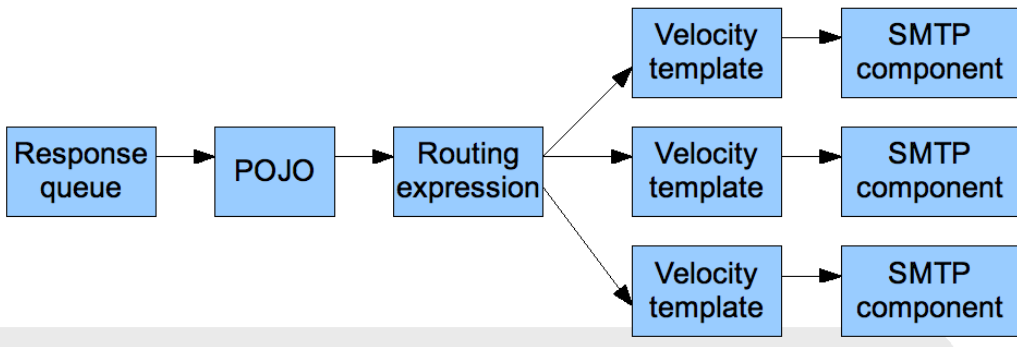 Response
queue
POJO
Routing
expression
Velocity
template
SMTP
component
Velocity
template
SMTP
component
Velocity
template
SMTP
component